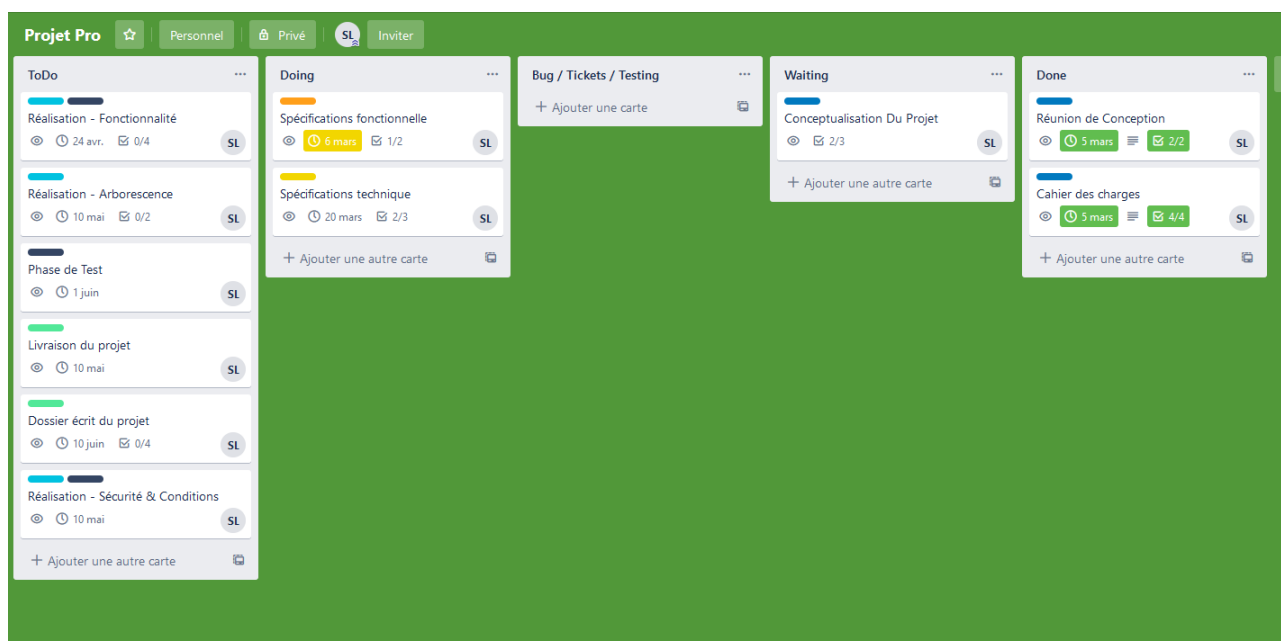 Projet Pro Personnel Privé SL Inviter
ToDo ...
Réalisation - Fonctionnalité
24 avr. 0/4 SL
Réalisation - Arborescence
10 mai 0/2 SL
Phase de Test
1 juin SL
Livraison du projet
10 mai SL
Dossier écrit du projet
10 juin 0/4 SL
Réalisation - Sécurité & Conditions
10 mai SL
+ Ajouter une autre carte
Doing ...
Spécifications fonctionnelle
6 mars 1/2 SL
Spécifications technique
20 mars 2/3 SL
+ Ajouter une autre carte
Bug / Tickets / Testing ...
+ Ajouter une carte
Waiting ...
Conceptualisation Du Projet
2/3 SL
+ Ajouter une autre carte
Done ...
Réunion de Conception
5 mars 2/2 SL
Cahier des charges
5 mars 4/4 SL
+ Ajouter une autre carte